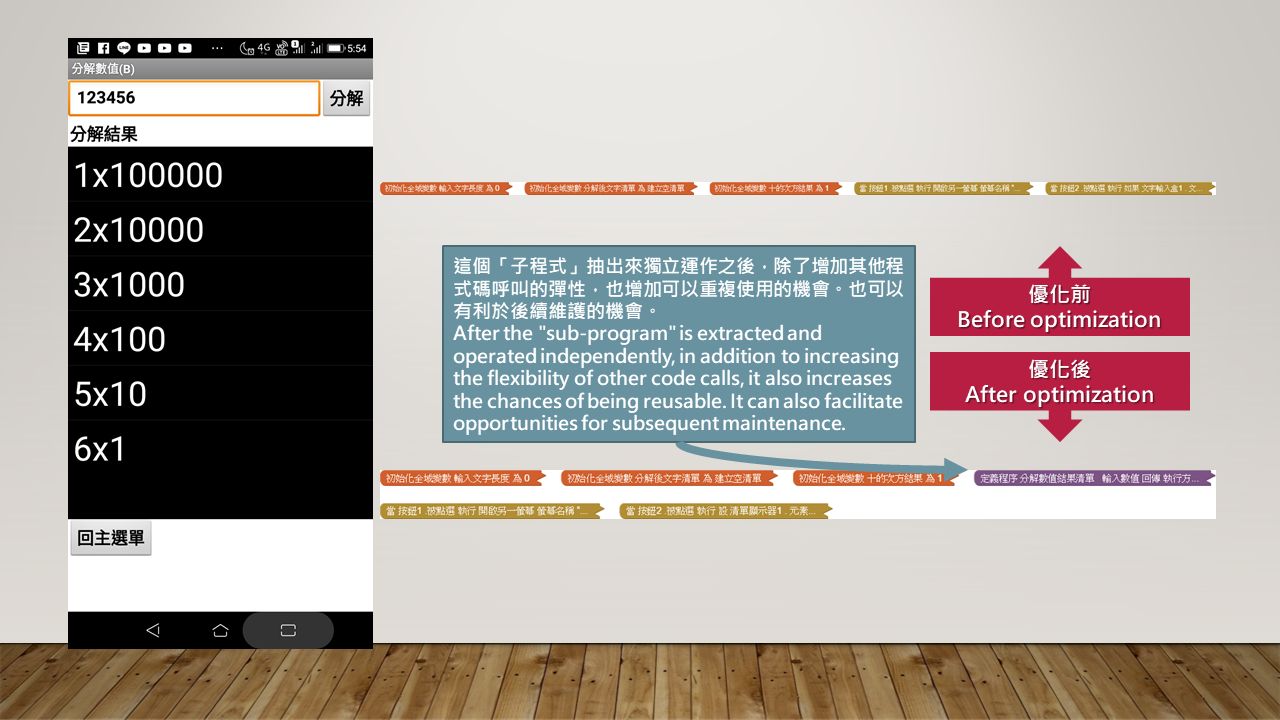 4G 5:54
分解數值(B)
123456
分解
分解結果
1x100000
2x10000
3x1000
4x100
5x10
6x1
回主選單
初始化全域變數 輸入文字長度 為 0
初始化全域變數 分解後文字清單 為 建立空清單
初始化全域變數 十的次方結果 為 1
當 按鈕1 .被點選 執行 開啟另一螢幕 螢幕名稱 "...
當 按鈕2 .被點選 執行 如果 文字輸入盒1 . 文...
這個「子程式」抽出來獨立運作之後，除了增加其他程
式碼呼叫的彈性，也增加可以重複使用的機會。也可以
有利於後續維護的機會。
After the "sub-program" is extracted and
operated independently, in addition to increasing
the flexibility of other code calls, it also increases
the chances of being reusable. It can also facilitate
opportunities for subsequent maintenance.
優化前
Before optimization
優化後
After optimization
初始化全域變數 輸入文字長度 為 0
初始化全域變數 分解後文字清單 為 建立空清單
初始化全域變數 十的次方結果 為 1
定義程序 分解數值結果清單 輸入數值 回傳 執行方...
當 按鈕1 .被點選 執行 開啟另一螢幕 螢幕名稱 "...
當 按鈕2 .被點選 執行 設 清單顯示器1 . 元素...